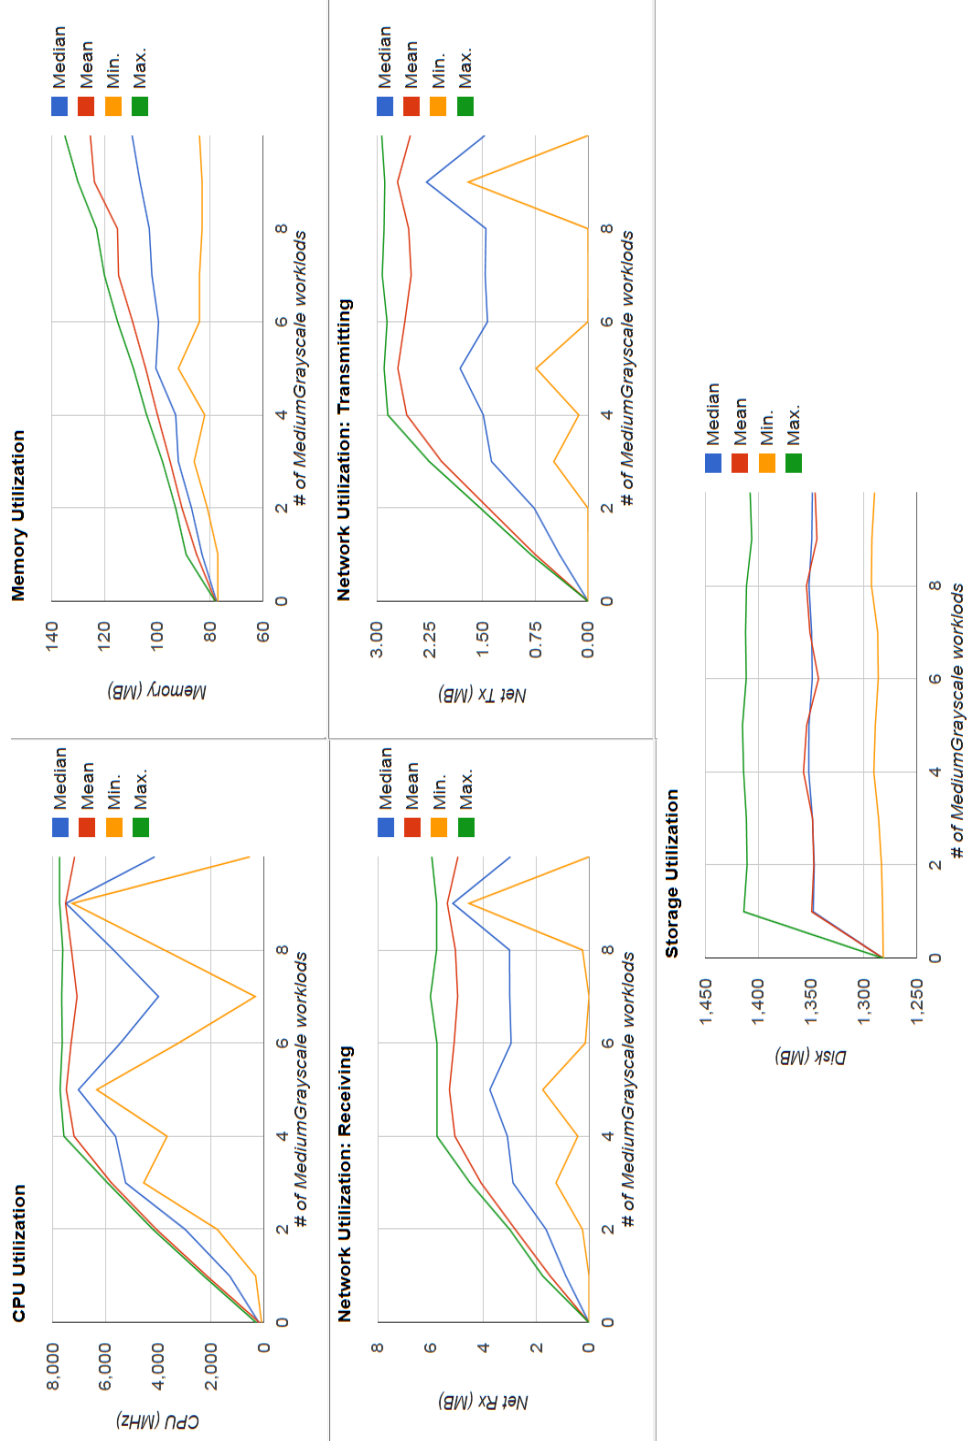 CPU Utilization
CPU (MHz)
8,000
6,000
4,000
2,000
0
0
2
4
6
8
# of MediumGrayscale worklods
Median
Mean
Min.
Max.
Memory Utilization
Memory (MB)
140
120
100
80
60
0
2
4
6
8
# of MediumGrayscale worklods
Median
Mean
Min.
Max.
Network Utilization: Receiving
Net Rx (MB)
8
6
4
2
0
0
2
4
6
8
# of MediumGrayscale worklods
Median
Mean
Min.
Max.
Network Utilization: Transmitting
Net Tx (MB)
3.00
2.25
1.50
0.75
0.00
0
2
4
6
8
# of MediumGrayscale worklods
Median
Mean
Min.
Max.
Storage Utilization
Disk (MB)
1,450
1,400
1,350
1,300
1,250
0
2
4
6
8
# of MediumGrayscale worklods
Median
Mean
Min.
Max.